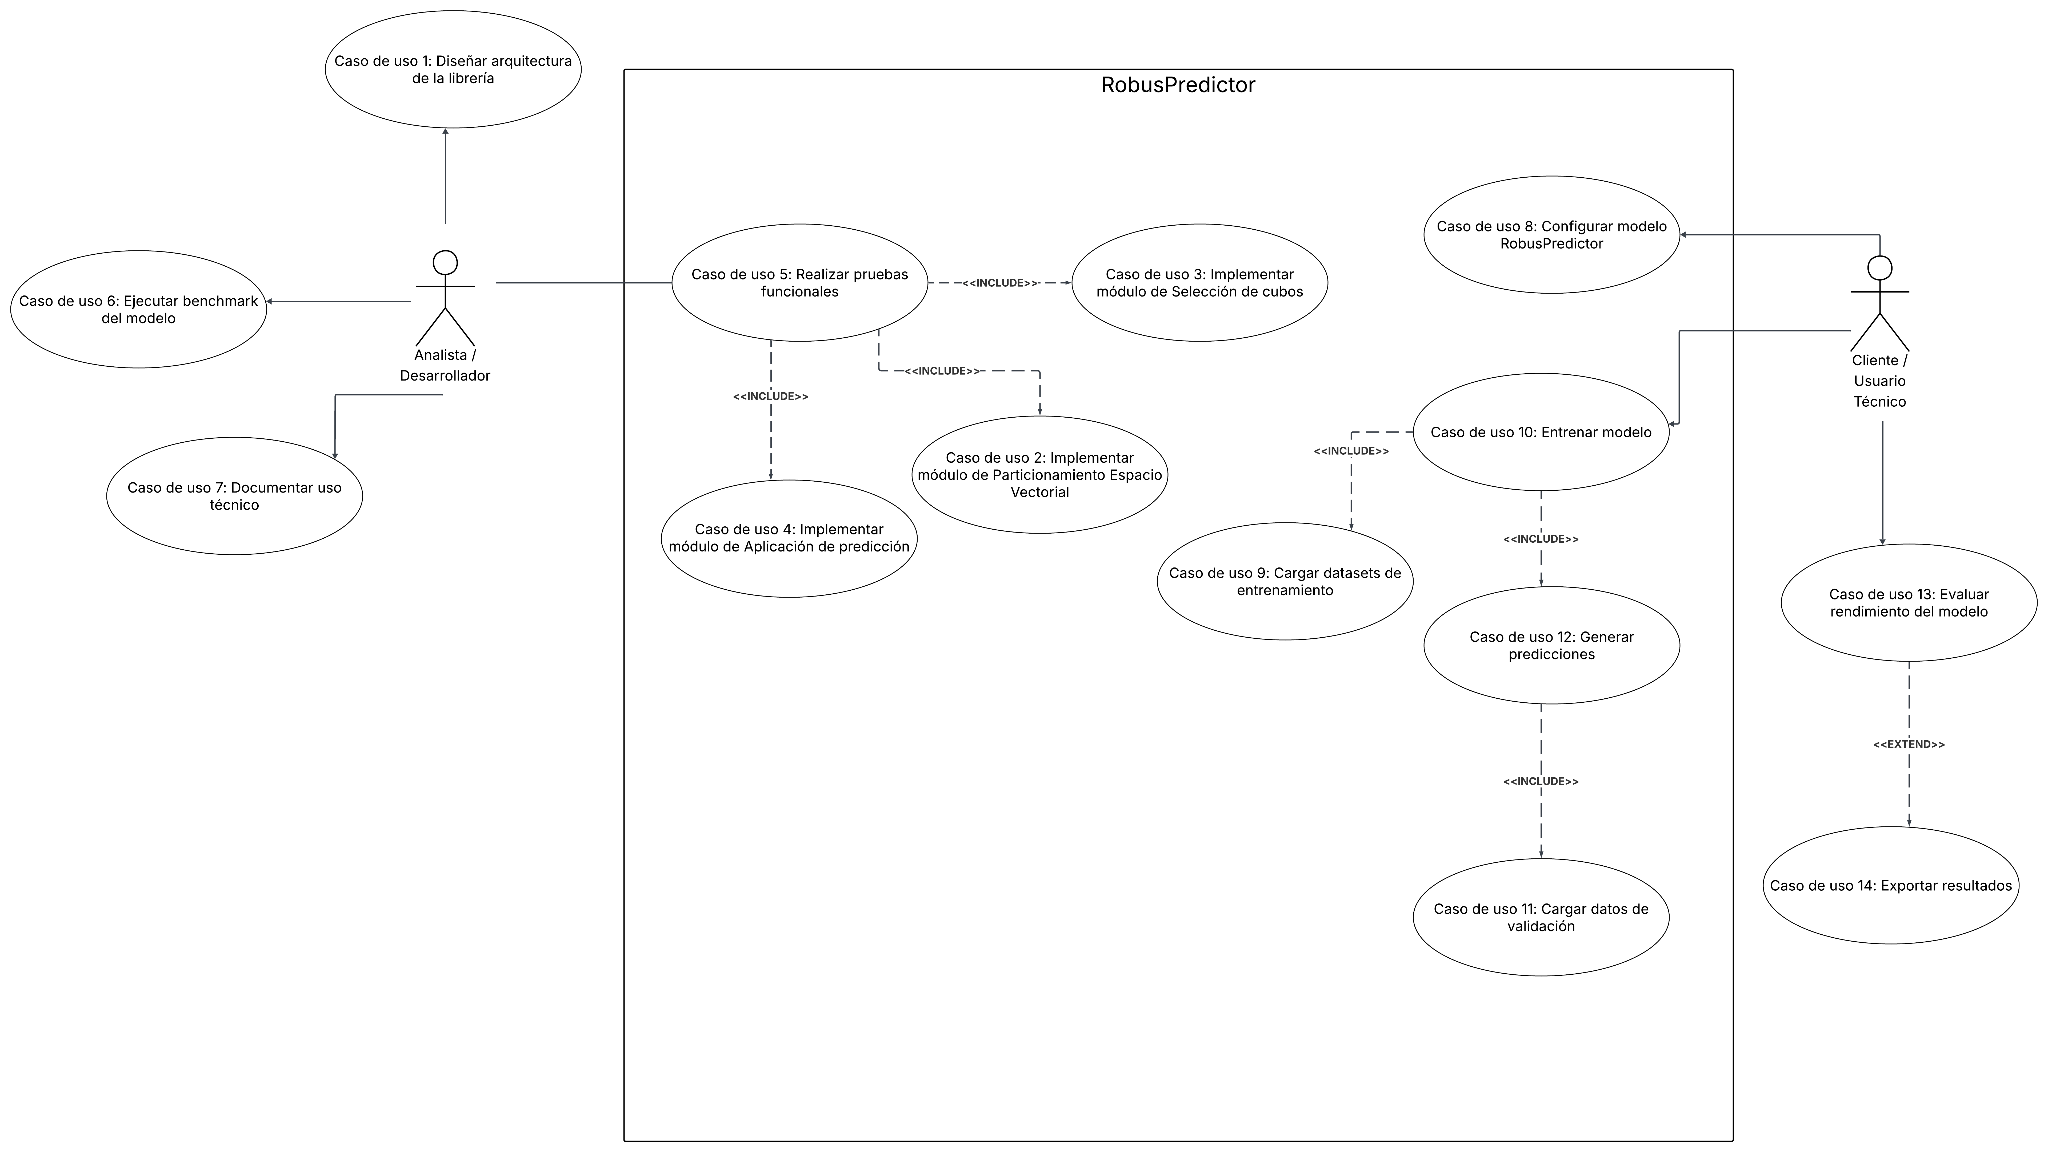 Caso de uso 1: Diseñar arquitectura
de la librería
RobusPredictor
Caso de uso 8: Configurar modelo
RobusPredictor
Caso de uso 5: Realizar pruebas
funcionales
<<INCLUDE>>
Caso de uso 3: Implementar
módulo de Selección de cubos
Caso de uso 6: Ejecutar benchmark
del modelo
Analista /
Desarrollador
Cliente /
Usuario
Técnico
<<INCLUDE>>
<<INCLUDE>>
Caso de uso 10: Entrenar modelo
<<INCLUDE>>
Caso de uso 2: Implementar
módulo de Particionamiento Espacio
Vectorial
Caso de uso 7: Documentar uso
técnico
Caso de uso 4: Implementar
módulo de Aplicación de predicción
<<INCLUDE>>
Caso de uso 9: Cargar datasets de
entrenamiento
Caso de uso 13: Evaluar
rendimiento del modelo
Caso de uso 12: Generar
predicciones
<<EXTEND>>
<<INCLUDE>>
Caso de uso 14: Exportar resultados
Caso de uso 11: Cargar datos de
validación